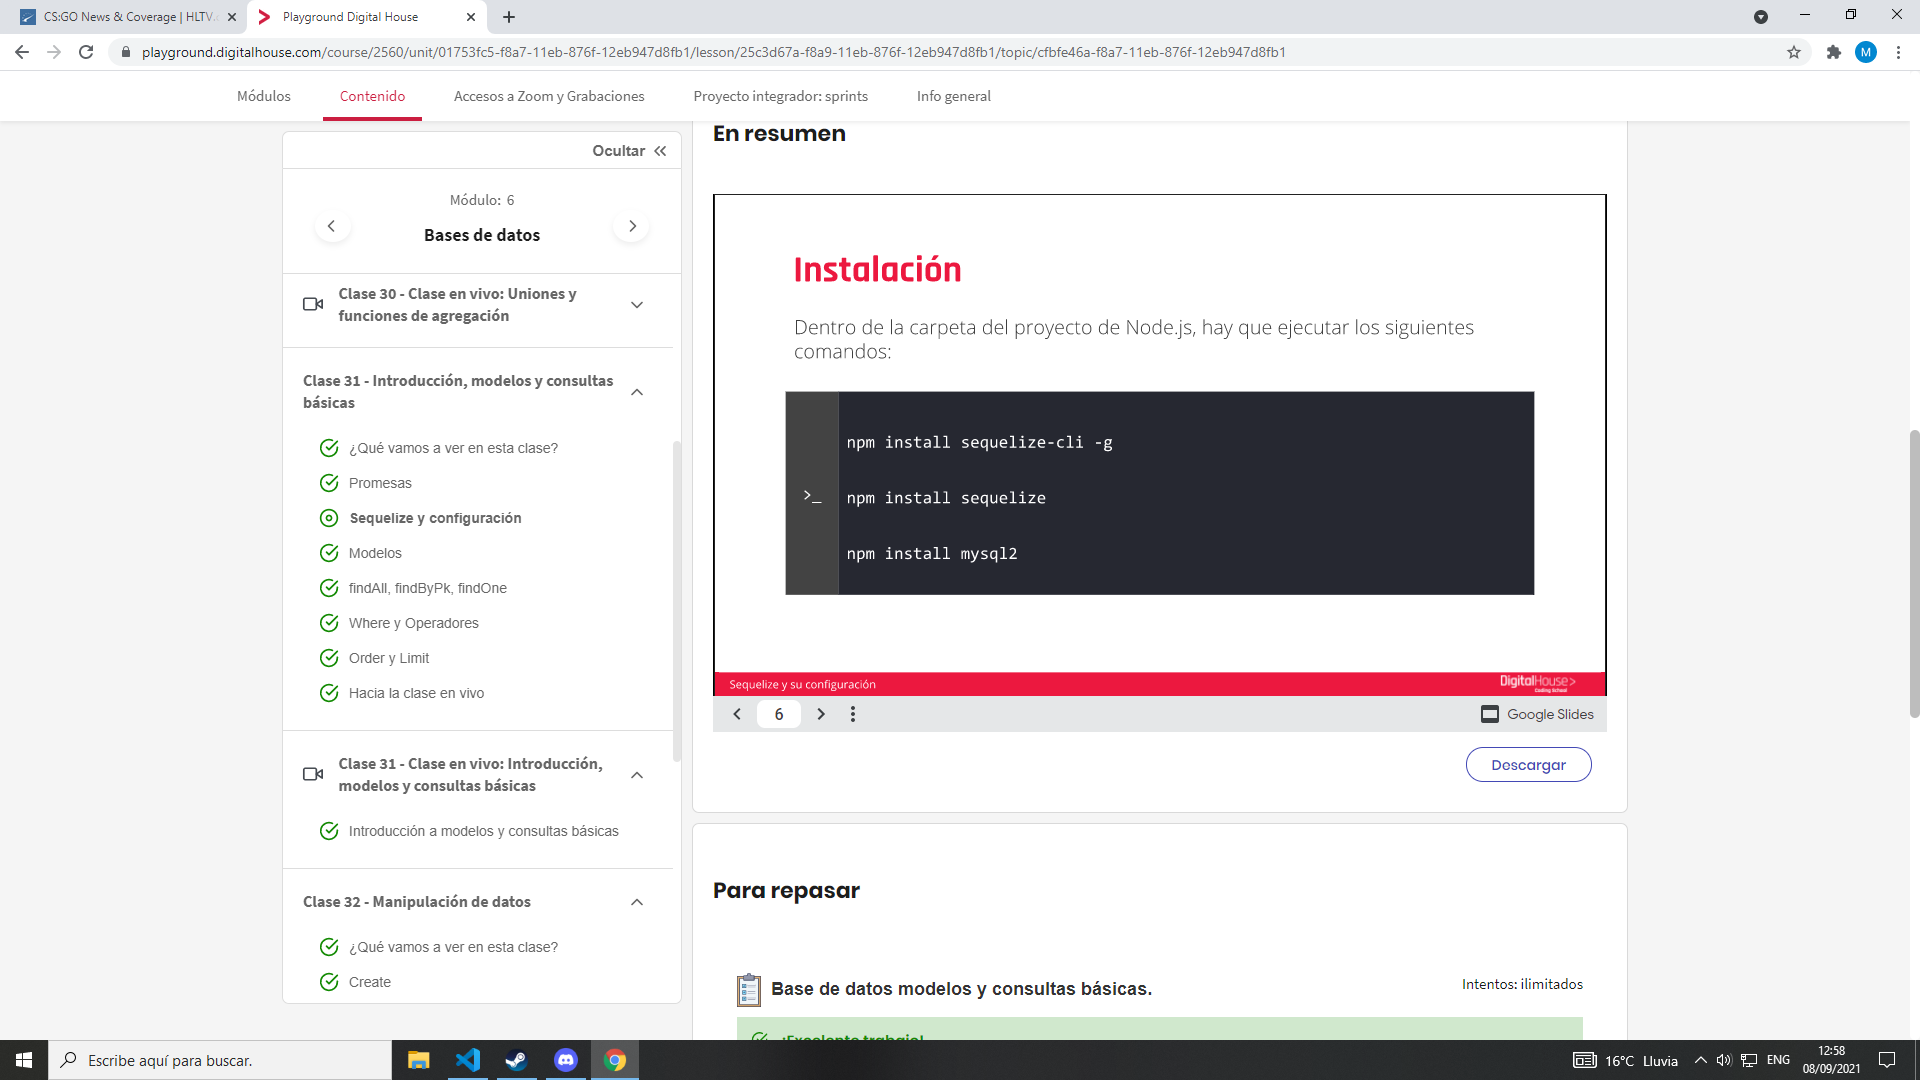 CS:GO News & Coverage | HLTV.
Playground Digital House
playground.digitalhouse.com/course/2560/unit/01753fc5-f8a7-11eb-876f-12eb947d8fb1/lesson/25c3d67a-f8a9-11eb-876f-12eb947d8fb1/topic/cfbfe46a-f8a7-11eb-876f-12eb947d8fb1
M
Módulos
Contenido
Accesos a Zoom y Grabaciones
Proyecto integrador: sprints
Info general
Ocultar
Módulo: 6
Bases de datos
Clase 30 - Clase en vivo: Uniones y
funciones de agregación
Clase 31 - Introducción, modelos y consultas
básicas
¿Qué vamos a ver en esta clase?
Promesas
Sequelize y configuración
Modelos
findAll, findByPk, findOne
Where y Operadores
Order y Limit
Hacia la clase en vivo
Clase 31 - Clase en vivo: Introducción,
modelos y consultas básicas
Introducción a modelos y consultas básicas
Clase 32 - Manipulación de datos
¿Qué vamos a ver en esta clase?
Create
En resumen
Instalación
Dentro de la carpeta del proyecto de Node.js, hay que ejecutar los siguientes
comandos:
>_
npm install sequelize-cli -g
npm install sequelize
npm install mysql2
Sequelize y su configuración
DigitalHouse>
Coding School
6
Google Slides
Descargar
Para repasar
Base de datos modelos y consultas básicas.
Intentos: ilimitados
¡Excelente trabajo!
Escribe aquí para buscar.
16°C Lluvia
ENG
12:58
08/09/2021